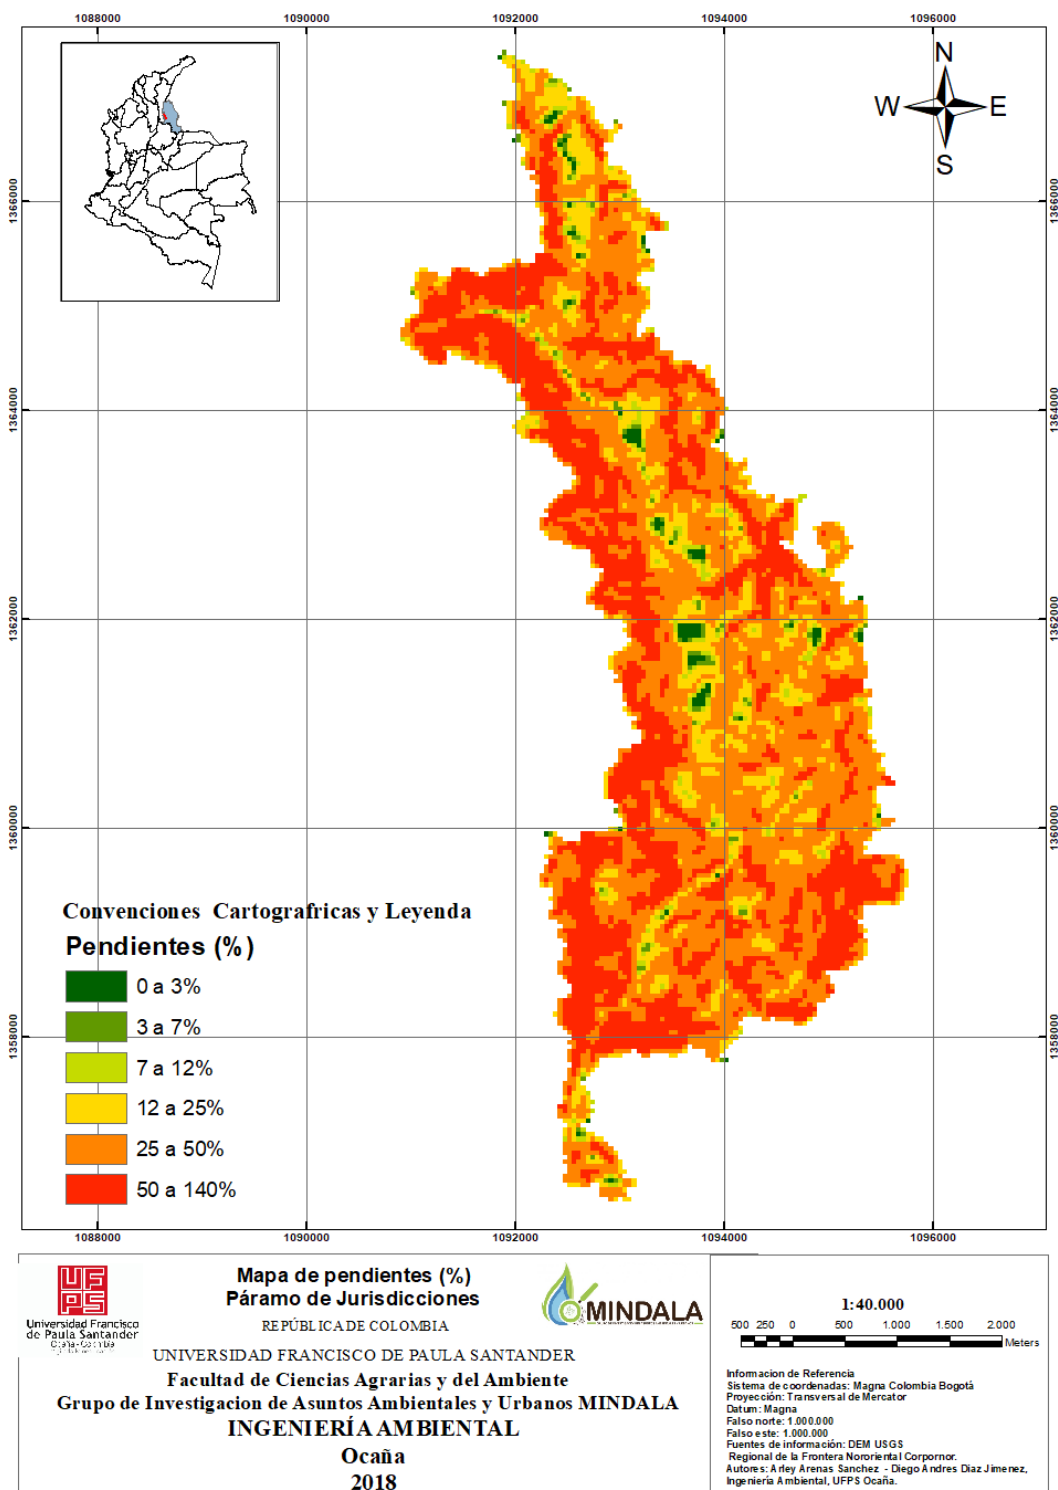 1088000
1090000
1092000
1094000
1096000
N
W E
S
1366000
1366000
1364000
1364000
1362000
1362000
1360000
1360000
1358000
1358000
Convenciones Cartografricas y Leyenda
Pendientes (%)
0 a 3%
3 a 7%
7 a 12%
12 a 25%
25 a 50%
50 a 140%
1088000
1090000
1092000
1094000
1096000
UFPS
Universidad Francisco
de Paula Santander
Ocaña - Colombia
Mapa de pendientes (%)
Páramo de Jurisdicciones
REPÚBLICA DE COLOMBIA
MINDALA
UNIVERSIDAD FRANCISCO DE PAULA SANTANDER
Facultad de Ciencias Agrarias y del Ambiente
Grupo de Investigacion de Asuntos Ambientales y Urbanos MINDALA
INGENIERÍA AMBIENTAL
Ocaña
2018
1:40.000
500 250 0 500 1.000 1.500 2.000
Meters
Informacion de Referencia
Sistema de coordenadas: Magna Colombia Bogotá
Proyección: Transversal de Mercator
Datum: Magna
Falso norte: 1.000.000
Falso este: 1.000.000
Fuentes de información: DEM USGS
Regional de la Frontera Nororiental Corpornor.
Autores: Arley Arenas Sanchez - Diego Andres Diaz Jimenez,
Ingeniería Ambiental, UFPS Ocaña.